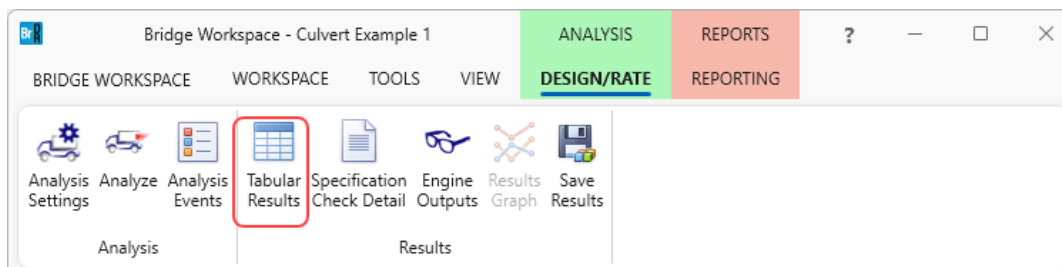 Br DR Bridge Workspace - Culvert Example 1 ANALYSIS REPORTS ?
BRIDGE WORKSPACE WORKSPACE TOOLS VIEW DESIGN/RATE REPORTING
Analysis Analyze Analysis Tabular Specification Engine Results Save
Settings Events Results Check Detail Outputs Graph Results
Analysis Results